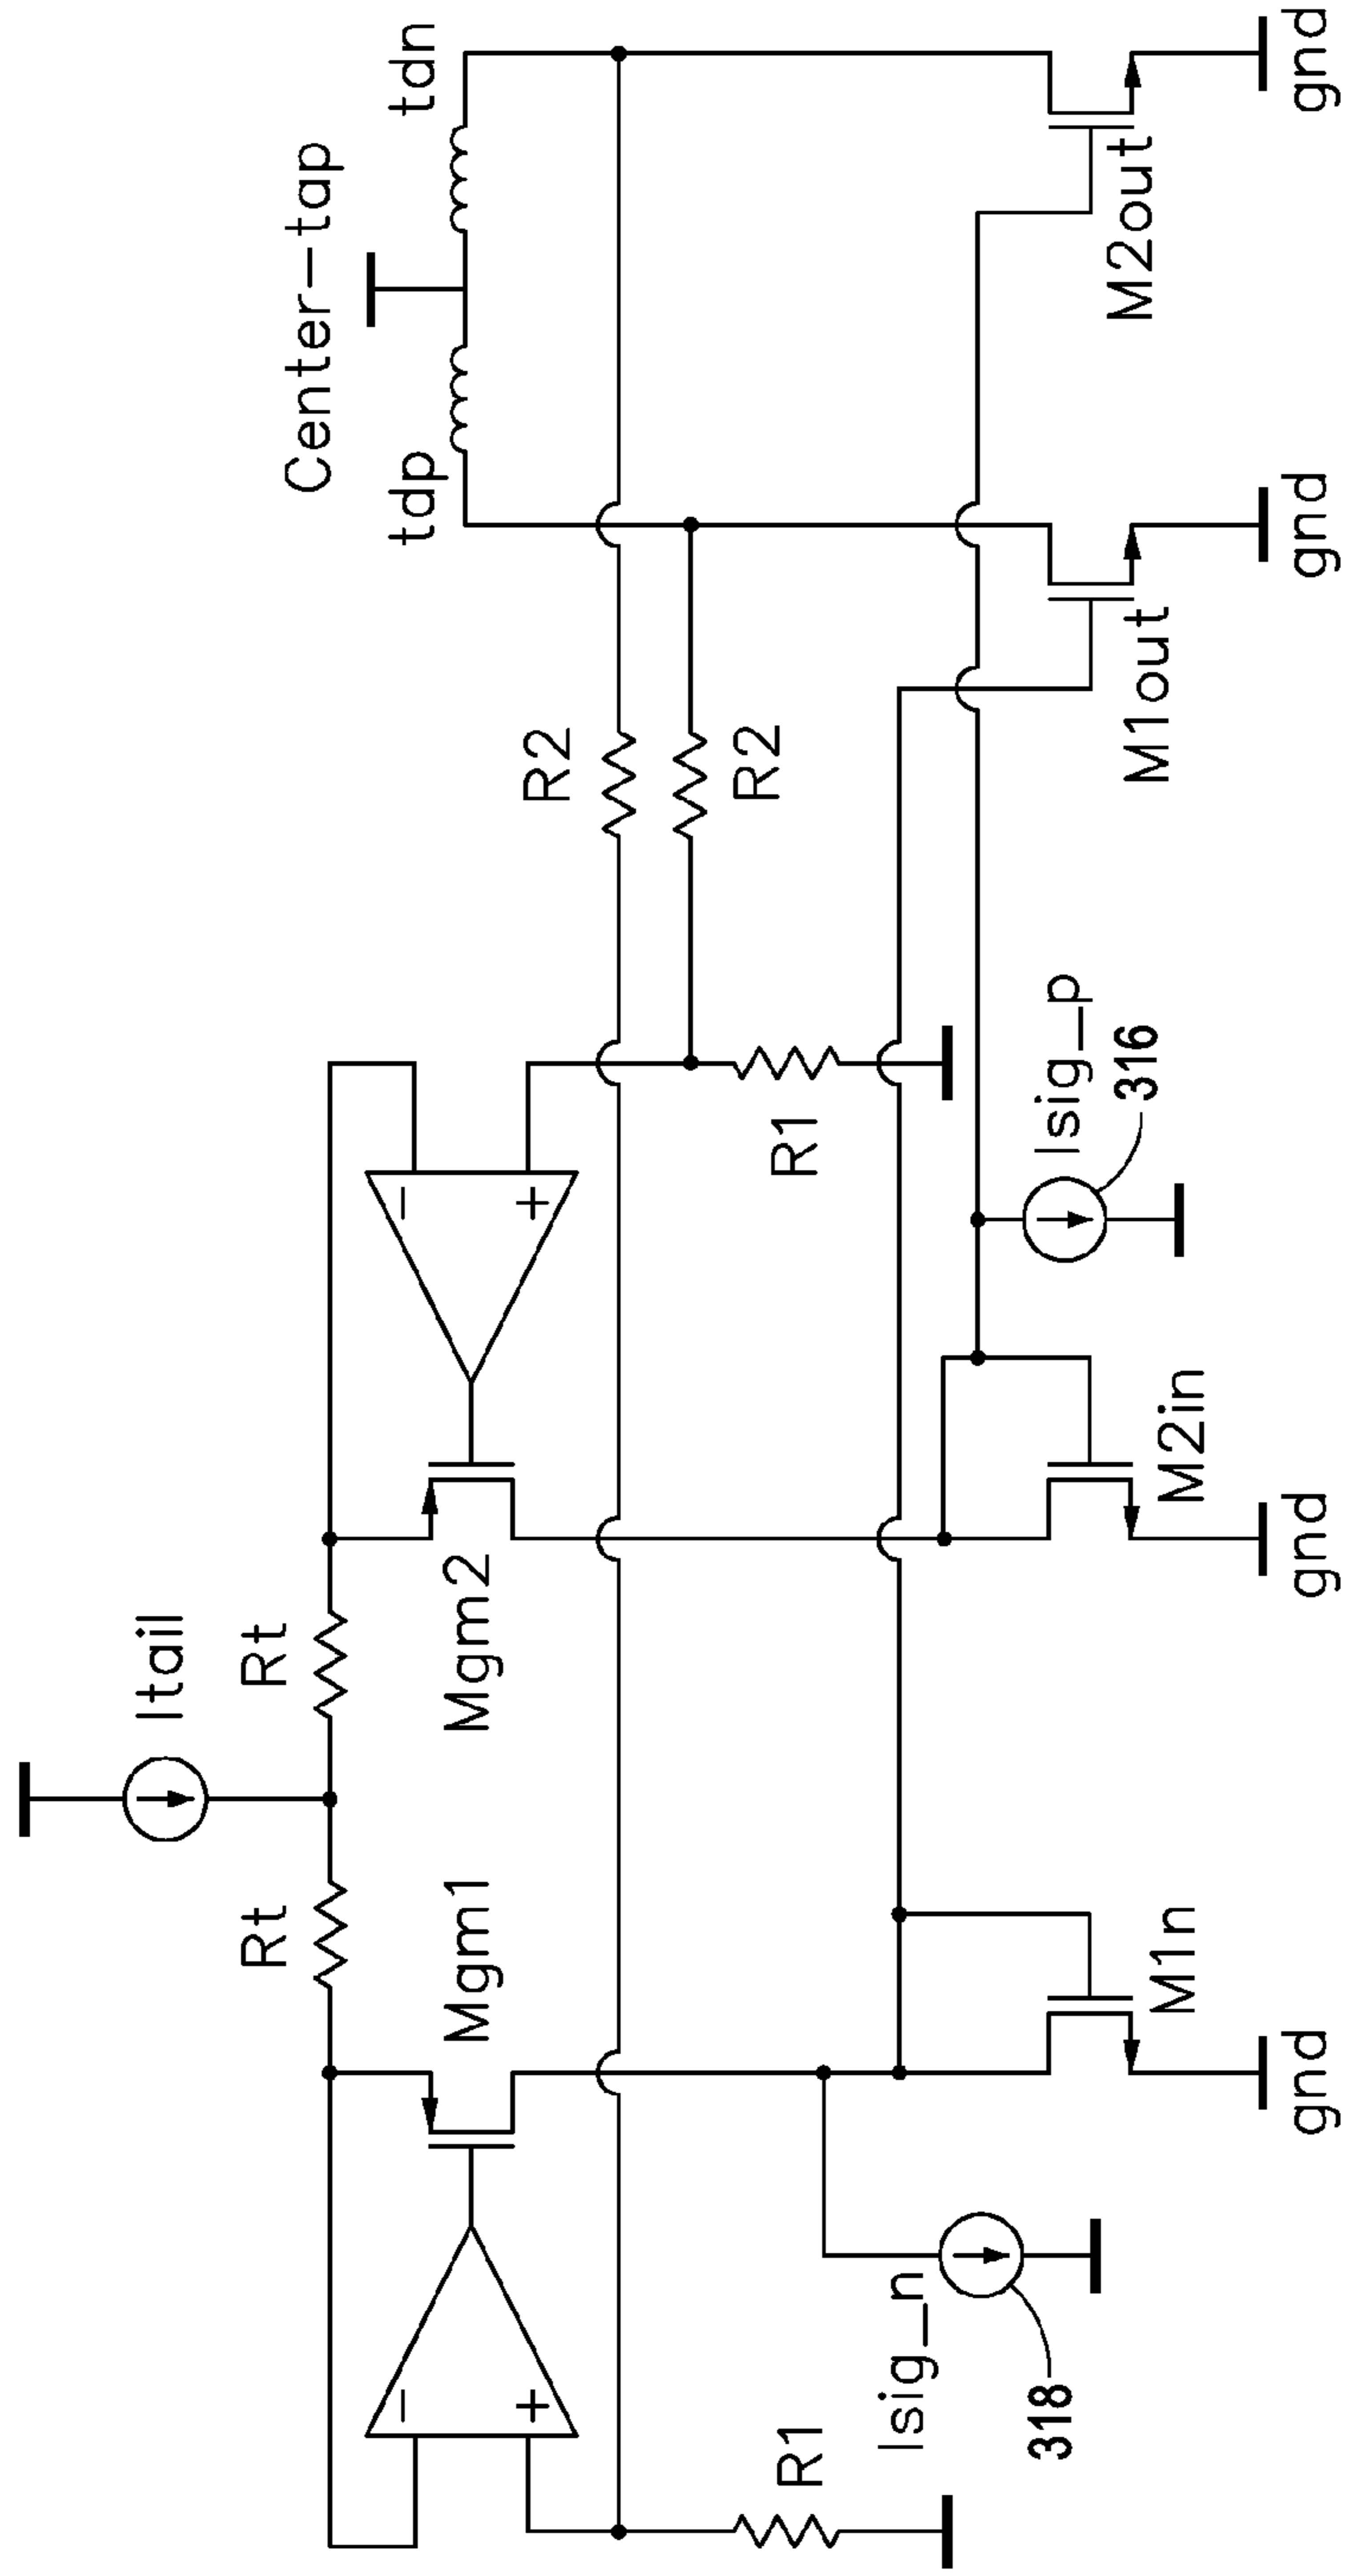 Itail
Rt
Rt
Center-tap
tdp
tdn
Mgm1
Mgm2
-
+
-
+
R2
R2
R1
R1
Isig_n
318
Isig_p
316
M1n
M2in
M1out
M2out
gnd
gnd
gnd
gnd